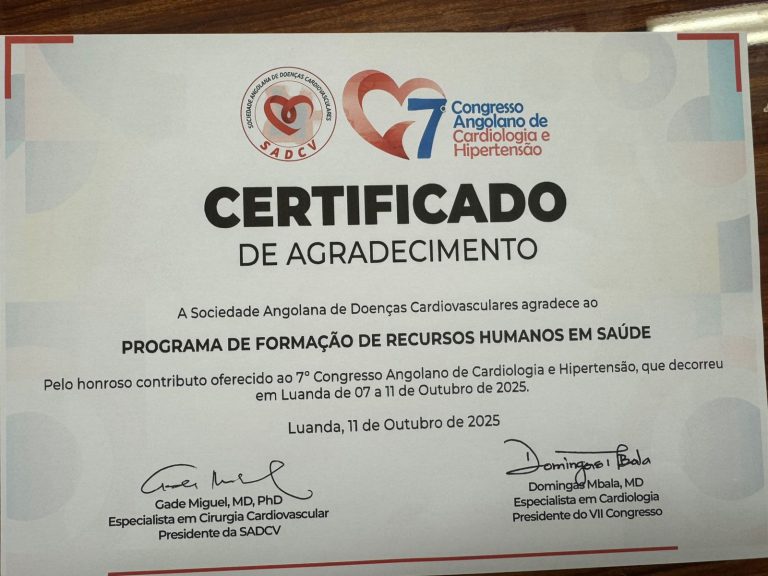 SOCIEDADE ANGOLANA DE DOENÇAS CARDIOVASCULARES
SADCV
7º Congresso
Angolano de
Cardiologia e
Hipertensão
CERTIFICADO
DE AGRADECIMENTO
A Sociedade Angolana de Doenças Cardiovasculares agradece ao
PROGRAMA DE FORMAÇÃO DE RECURSOS HUMANOS EM SAÚDE
Pelo honroso contributo oferecido ao 7º Congresso Angolano de Cardiologia e Hipertensão, que decorreu
em Luanda de 07 a 11 de Outubro de 2025.
Luanda, 11 de Outubro de 2025
Gade Miguel, MD, PhD
Especialista em Cirurgia Cardiovascular
Presidente da SADCV
Domingas Mbala
Domingas Mbala, MD
Especialista em Cardiologia
Presidente do VII Congresso